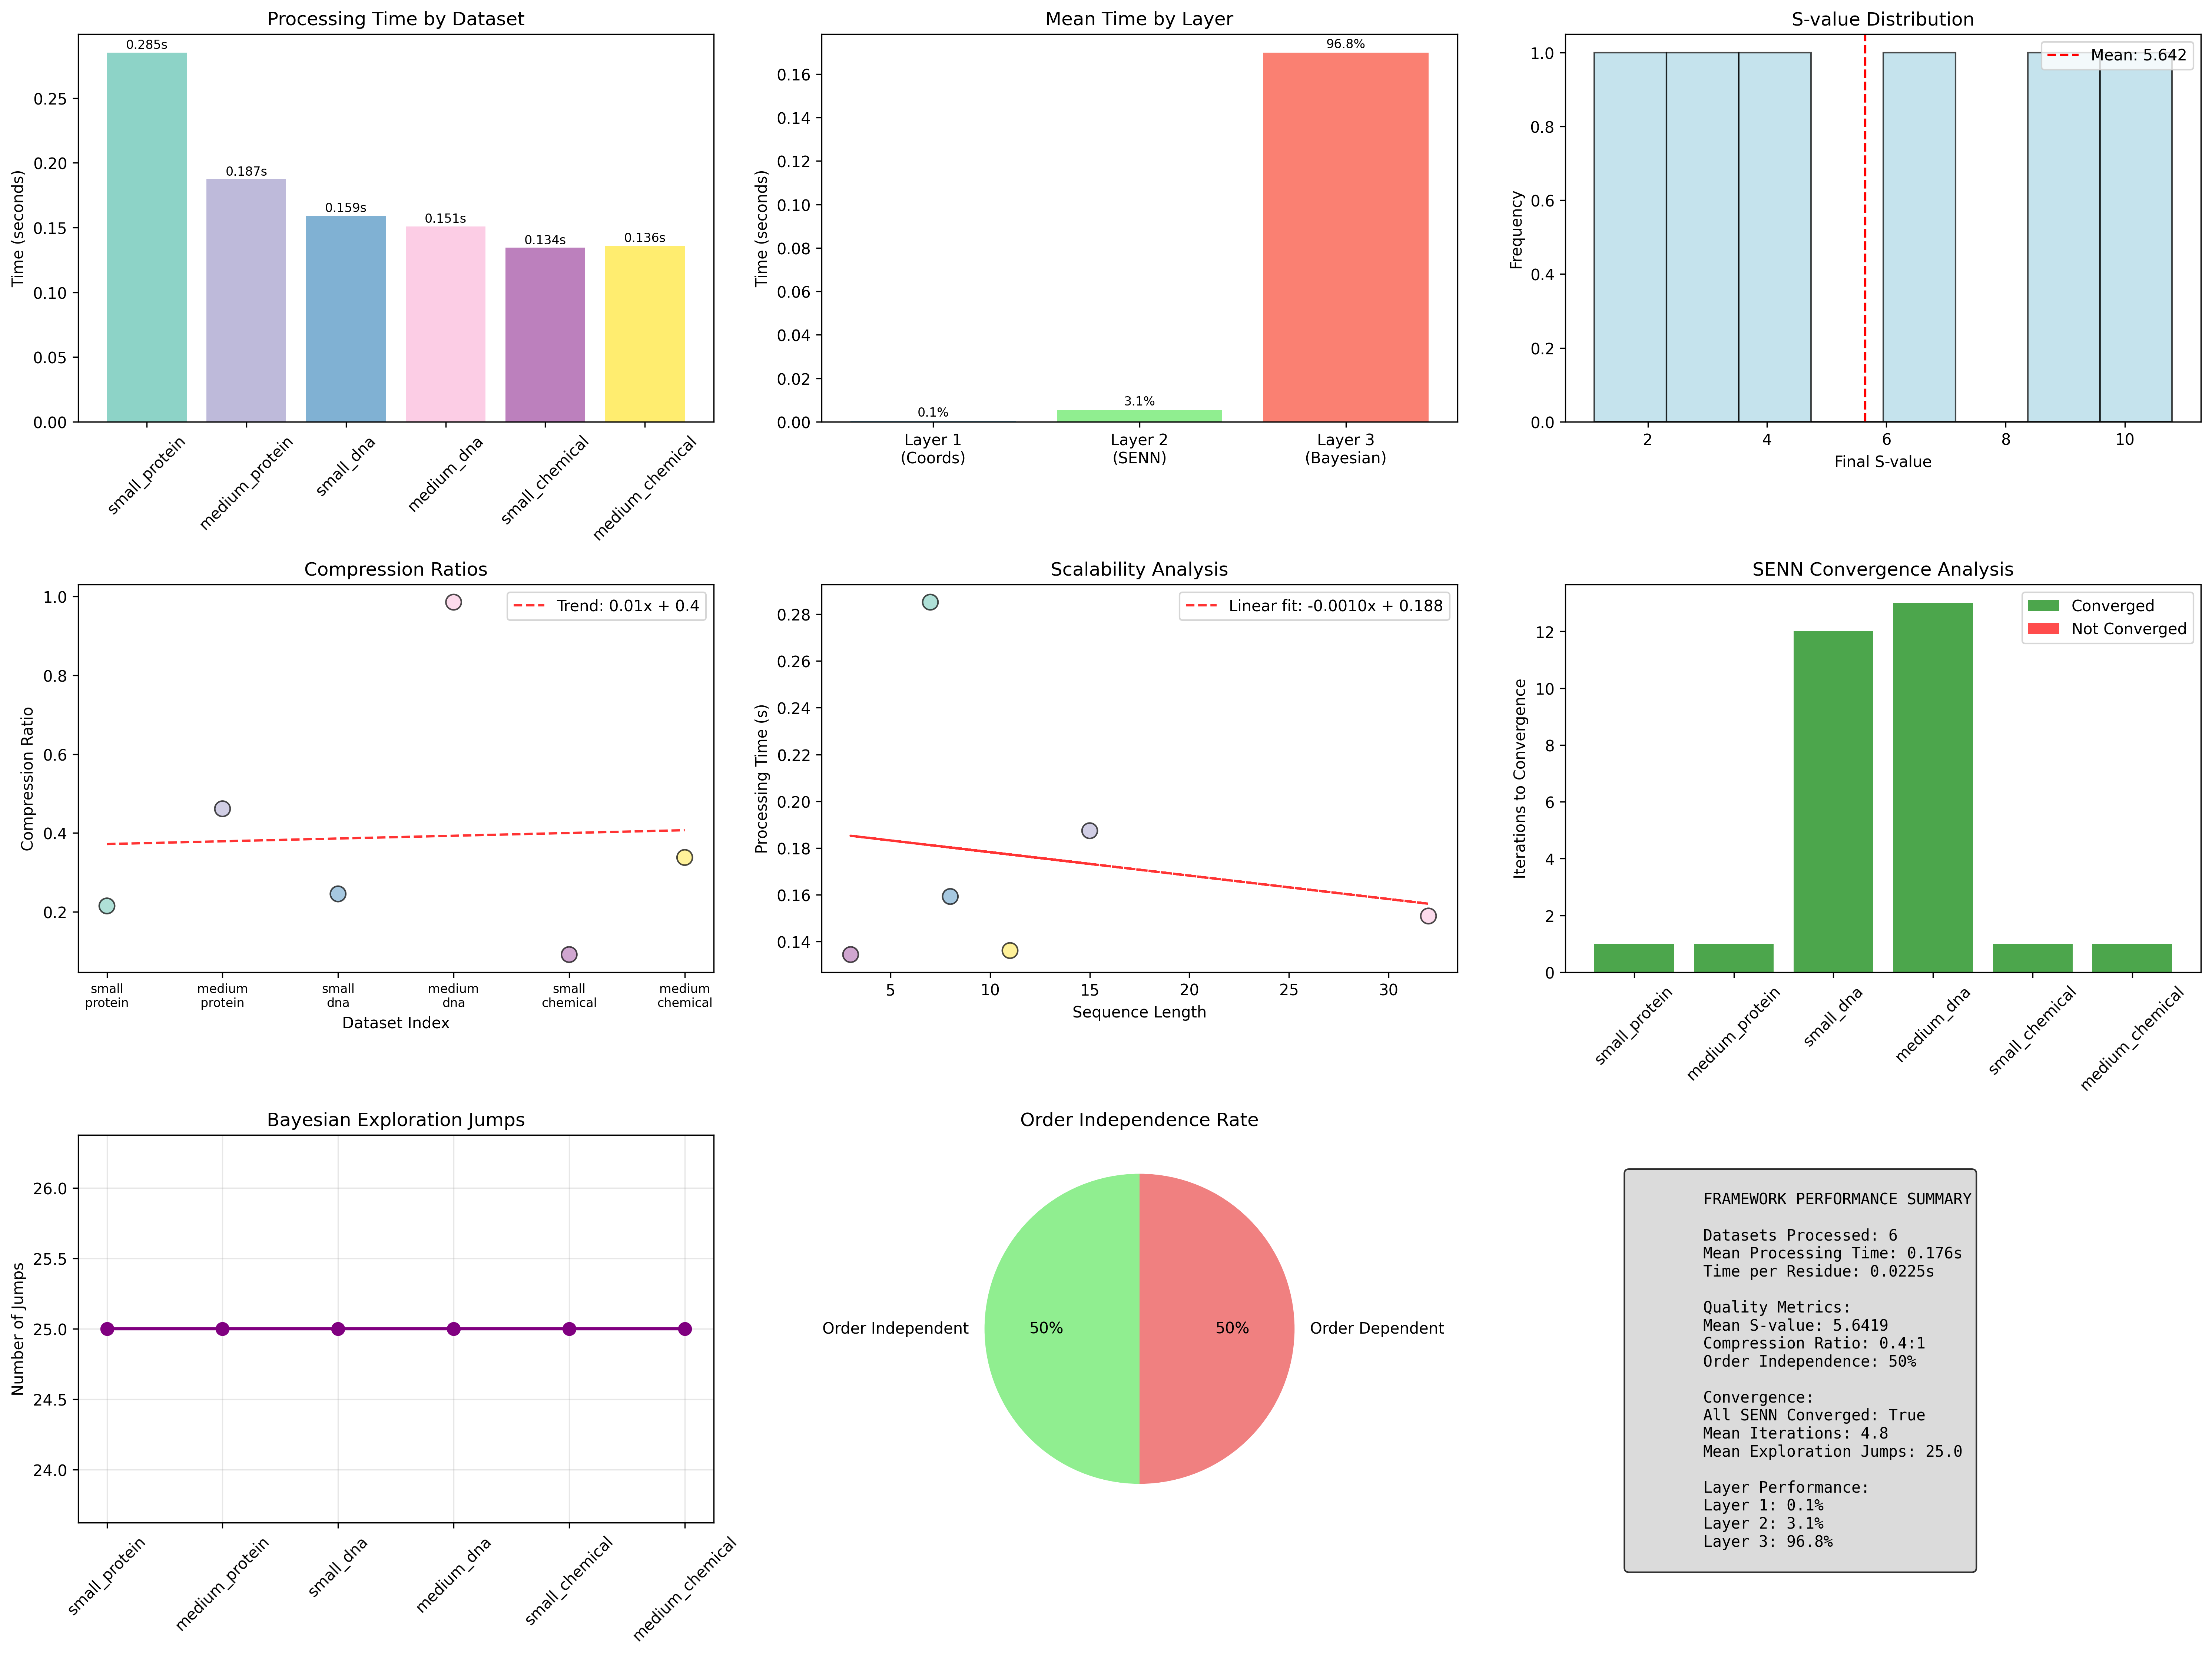 Processing Time by Dataset
Time (seconds)
0.00
0.05
0.10
0.15
0.20
0.25
0.285s
0.187s
0.159s
0.151s
0.134s
0.136s
small_protein
medium_protein
small_dna
medium_dna
small_chemical
medium_chemical
Mean Time by Layer
Time (seconds)
0.00
0.02
0.04
0.06
0.08
0.10
0.12
0.14
0.16
0.1%
3.1%
96.8%
Layer 1
(Coords)
Layer 2
(SENN)
Layer 3
(Bayesian)
S-value Distribution
Frequency
0.0
0.2
0.4
0.6
0.8
1.0
Mean: 5.642
2
4
6
8
10
Final S-value
Compression Ratios
Compression Ratio
0.2
0.4
0.6
0.8
1.0
Trend: 0.01x + 0.4
small
protein
medium
protein
small
dna
medium
dna
small
chemical
medium
chemical
Dataset Index
Scalability Analysis
Processing Time (s)
0.14
0.16
0.18
0.20
0.22
0.24
0.26
0.28
Linear fit: -0.0010x + 0.188
5
10
15
20
25
30
Sequence Length
SENN Convergence Analysis
Iterations to Convergence
0
2
4
6
8
10
12
Converged
Not Converged
small_protein
medium_protein
small_dna
medium_dna
small_chemical
medium_chemical
Bayesian Exploration Jumps
Number of Jumps
24.0
24.5
25.0
25.5
26.0
small_protein
medium_protein
small_dna
medium_dna
small_chemical
medium_chemical
Order Independence Rate
Order Independent
50%
50%
Order Dependent
FRAMEWORK PERFORMANCE SUMMARY
Datasets Processed: 6
Mean Processing Time: 0.176s
Time per Residue: 0.0225s
Quality Metrics:
Mean S-value: 5.6419
Compression Ratio: 0.4:1
Order Independence: 50%
Convergence:
All SENN Converged: True
Mean Iterations: 4.8
Mean Exploration Jumps: 25.0
Layer Performance:
Layer 1: 0.1%
Layer 2: 3.1%
Layer 3: 96.8%